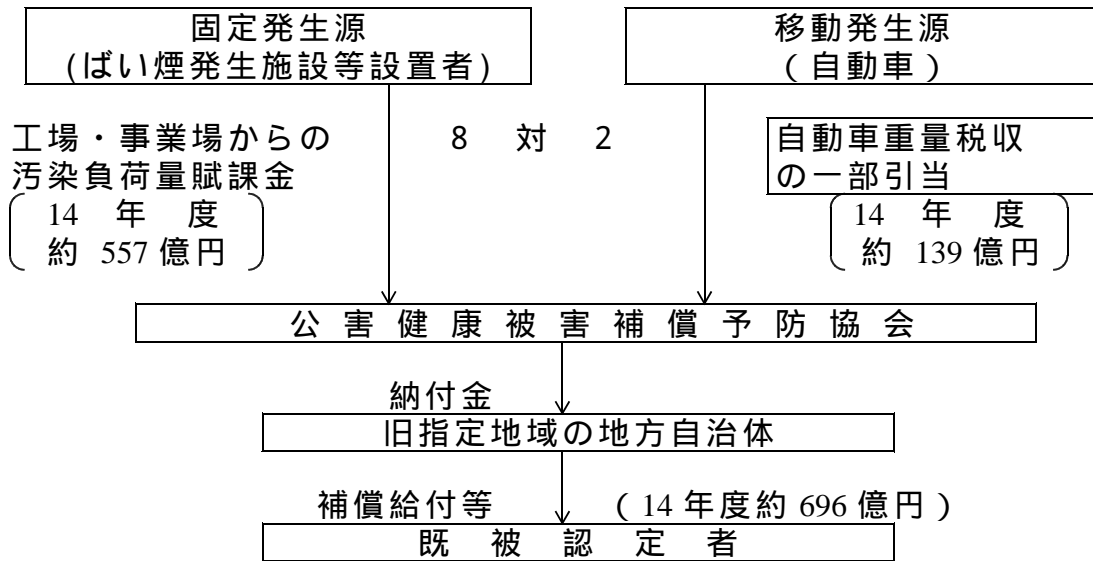 固定発生源
(ばい煙発生施設等設置者)
移動発生源
(自動車)
工場・事業場からの
汚染負荷量賦課金
14 年 度
約 557 億円
8 対 2
自動車重量税収
の一部引当
14 年 度
約 139 億円
公 害 健 康 被 害 補 償 予 防 協 会
納付金
旧指定地域の地方自治体
補償給付等 (14 年度約 696 億円)
既 被 認 定 者